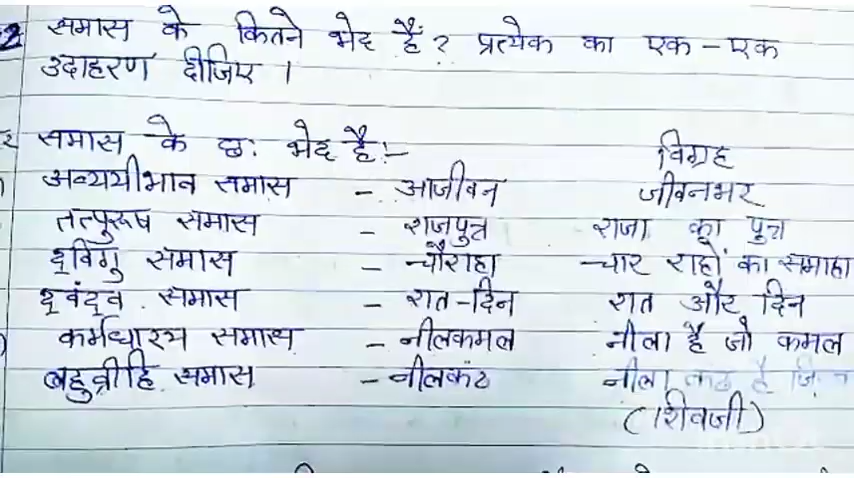 2 समास के कितने भेद हैं? प्रत्येक का एक-एक
उदाहरण दीजिए ।
समास के छः भेद है:- विग्रह
अव्ययीभाव समास - आजीवन जीवनभर
तत्पुरुष समास - राजपुत्र राजा का पुत्र
द्विगु समास - चौराहा चार राहों का समाहा
द्वंद्व समास - रात-दिन रात और दिन
कर्मधारय समास - नीलकमल नीला है जो कमल
बहुव्रीहि समास - नीलकंठ नीला कंठ है
(शिवजी)